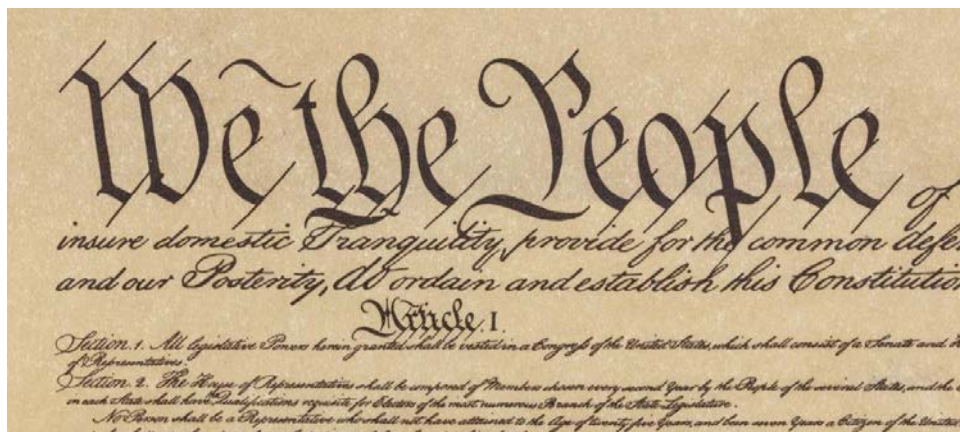 We the People of
insure domestic Tranquility, provide for the common defen
and our Posterity, do ordain and establish this Constitution
Article. I.
Section. 1. All legislative Powers herein granted shall be vested in a Congress of the United States, which shall consist of a Senate and
of Representatives.
Section. 2. The House of Representatives shall be composed of Members chosen every second Year by the People of the several States, and the
in each State shall have Qualifications requisite for Electors of the most numerous Branch of the State Legislature.
No Person shall be a Representative who shall not have attained to the Age of twenty five Years, and been seven Years a Citizen of the United